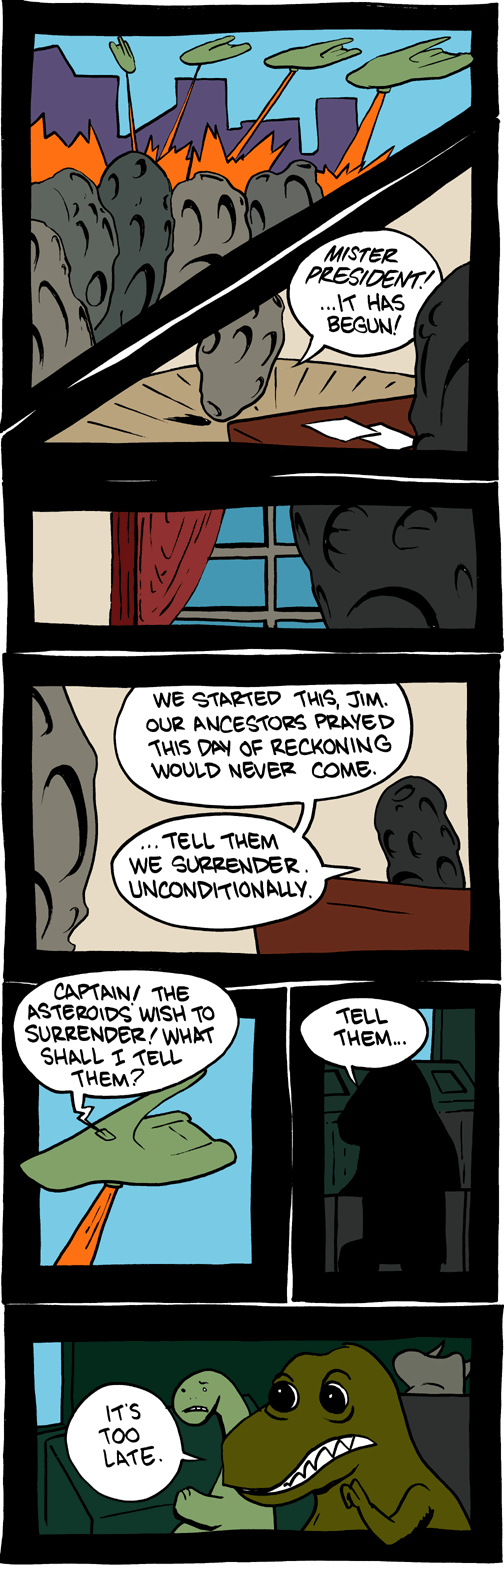 MISTER
PRESIDENT!
...IT HAS
BEGUN!
WE STARTED THIS, JIM.
OUR ANCESTORS PRAYED
THIS DAY OF RECKONING
WOULD NEVER COME.
...TELL THEM
WE SURRENDER.
UNCONDITIONALLY.
CAPTAIN! THE
ASTEROIDS WISH TO
SURRENDER! WHAT
SHALL I TELL
THEM?
TELL
THEM...
IT'S
TOO
LATE.